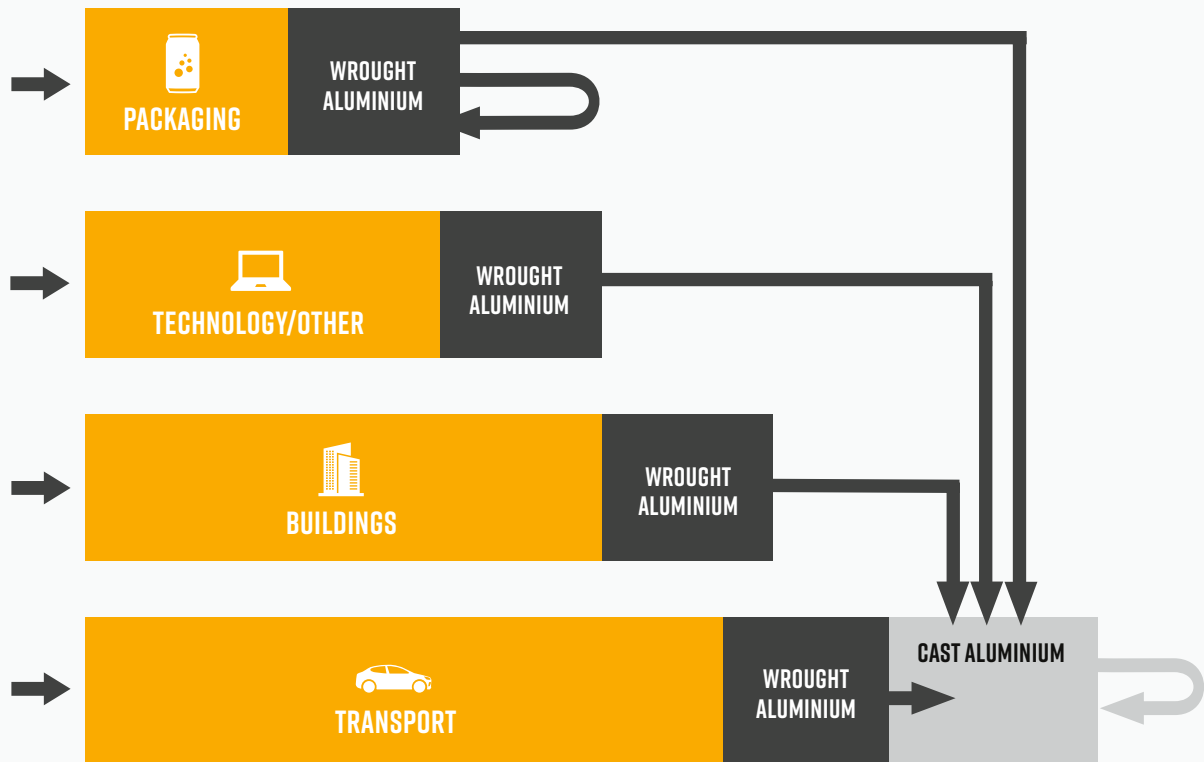 PACKAGING
WROUGHT
ALUMINIUM
TECHNOLOGY/OTHER
WROUGHT
ALUMINIUM
BUILDINGS
WROUGHT
ALUMINIUM
TRANSPORT
WROUGHT
ALUMINIUM
CAST ALUMINIUM